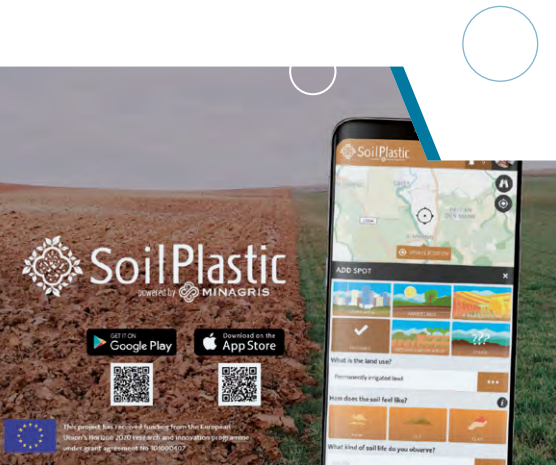 SoilPlastic
ADD SPOT
What is the land use?
Permanently irrigated land
How does the soil feel like?
CLAY
What kind of soil life do you observe?
SoilPlastic
powered by MINAGRIS
GET IT ON
Google Play
Download on the
App Store
This project has received funding from the European
Union's Horizon 2020 research and innovation programme
under grant agreement No 101000407